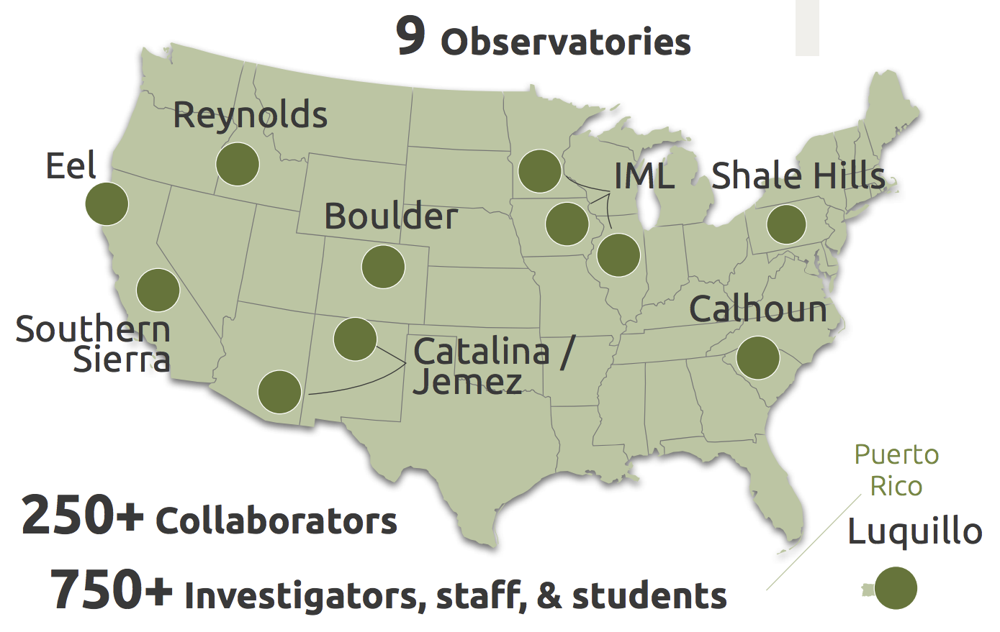 9 Observatories
Reynolds
Eel
IML
Shale Hills
Boulder
Calhoun
Southern
Sierra
Catalina /
Jemez
Puerto
Rico
250+ Collaborators
Luquillo
750+ Investigators, staff, & students